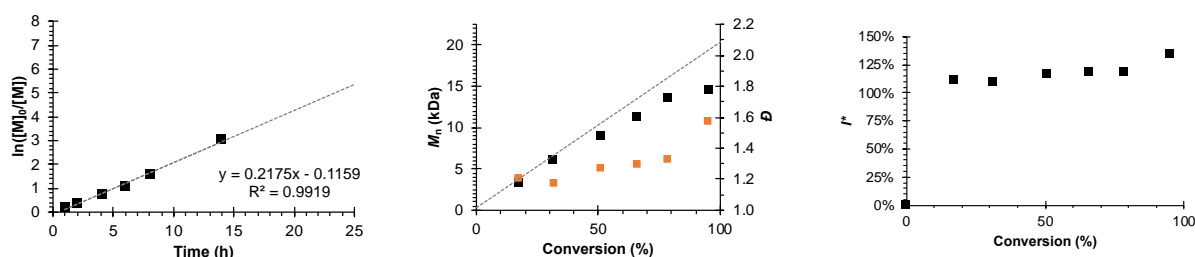 8
7
6
5
4
3
2
1
0
ln([M]₀/[M])
0 5 10 15 20 25
Time (h)
y = 0.2175x - 0.1159
R² = 0.9919
20
15
10
5
0
Mₙ (kDa)
2.2
2.0
1.8
1.6
1.4
1.2
1.0
Đ
0 50 100
Conversion (%)
150%
125%
100%
75%
50%
25%
0%
I*
0 50 100
Conversion (%)